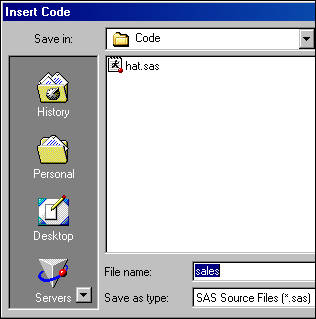 Insert Code
Save in: Code
hat.sas
History
Personal
Desktop
Servers
File name: sales
Save as type: SAS Source Files (*.sas)